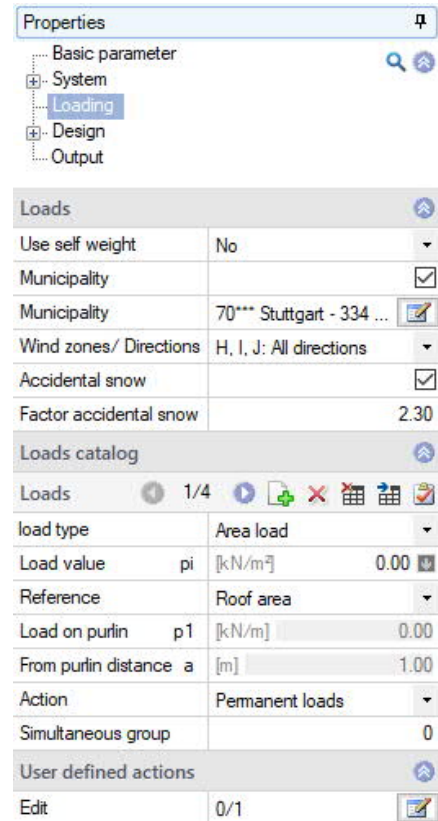 Properties
Basic parameter
System
Loading
Design
Output
Loads
Use self weight No
Municipality
Municipality 70*** Stuttgart - 334 ...
Wind zones/ Directions H, I, J: All directions
Accidental snow
Factor accidental snow 2.30
Loads catalog
Loads 1/4
load type Area load
Load value pi [kN/m²] 0.00
Reference Roof area
Load on purlin p1 [kN/m] 0.00
From purlin distance a [m] 1.00
Action Permanent loads
Simultaneous group 0
User defined actions
Edit 0/1